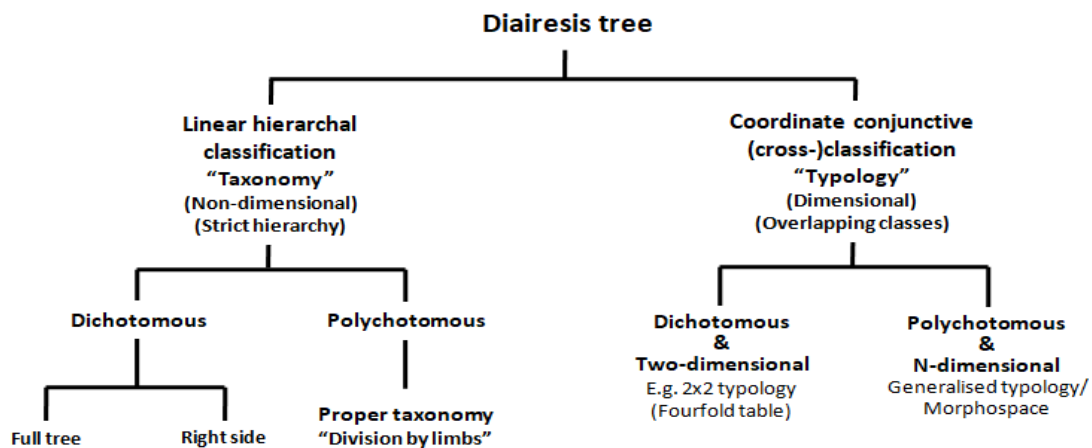 Diairesis tree
Linear hierarchal
classification
“Taxonomy”
(Non-dimensional)
(Strict hierarchy)
Coordinate conjunctive
(cross-)classification
“Typology”
(Dimensional)
(Overlapping classes)
Dichotomous
Polychotomous
Dichotomous
&
Two-dimensional
E.g. 2x2 typology
(Fourfold table)
Polychotomous
&
N-dimensional
Generalised typology/
Morphospace
Full tree
Right side
Proper taxonomy
“Division by limbs”